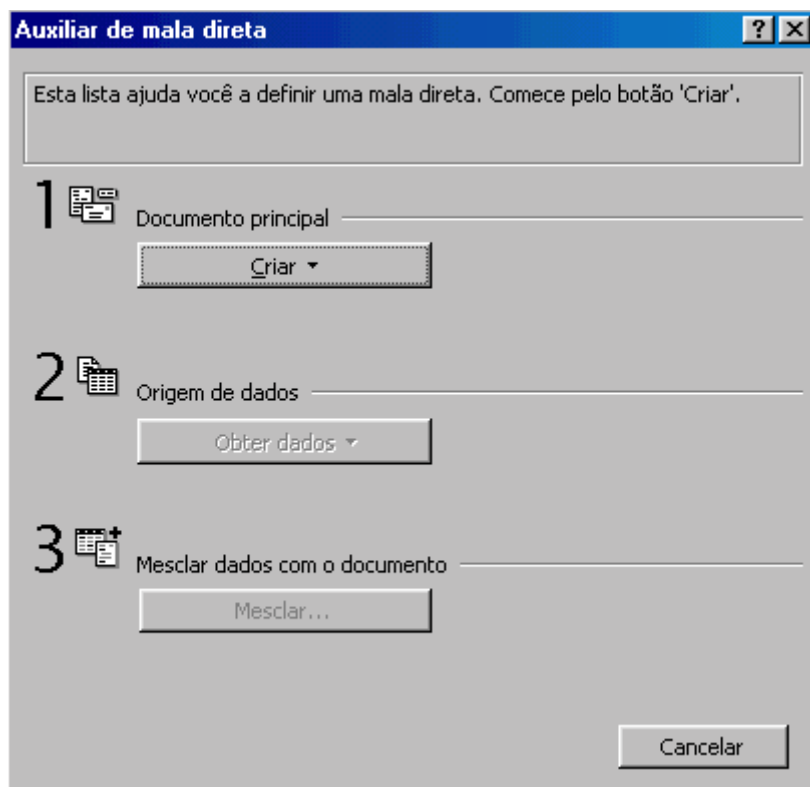 Auxiliar de mala direta
Esta lista ajuda você a definir uma mala direta. Comece pelo botão 'Criar'.
1
Documento principal
Criar
2
Origem de dados
Obter dados
3
Mesclar dados com o documento
Mesclar...
Cancelar